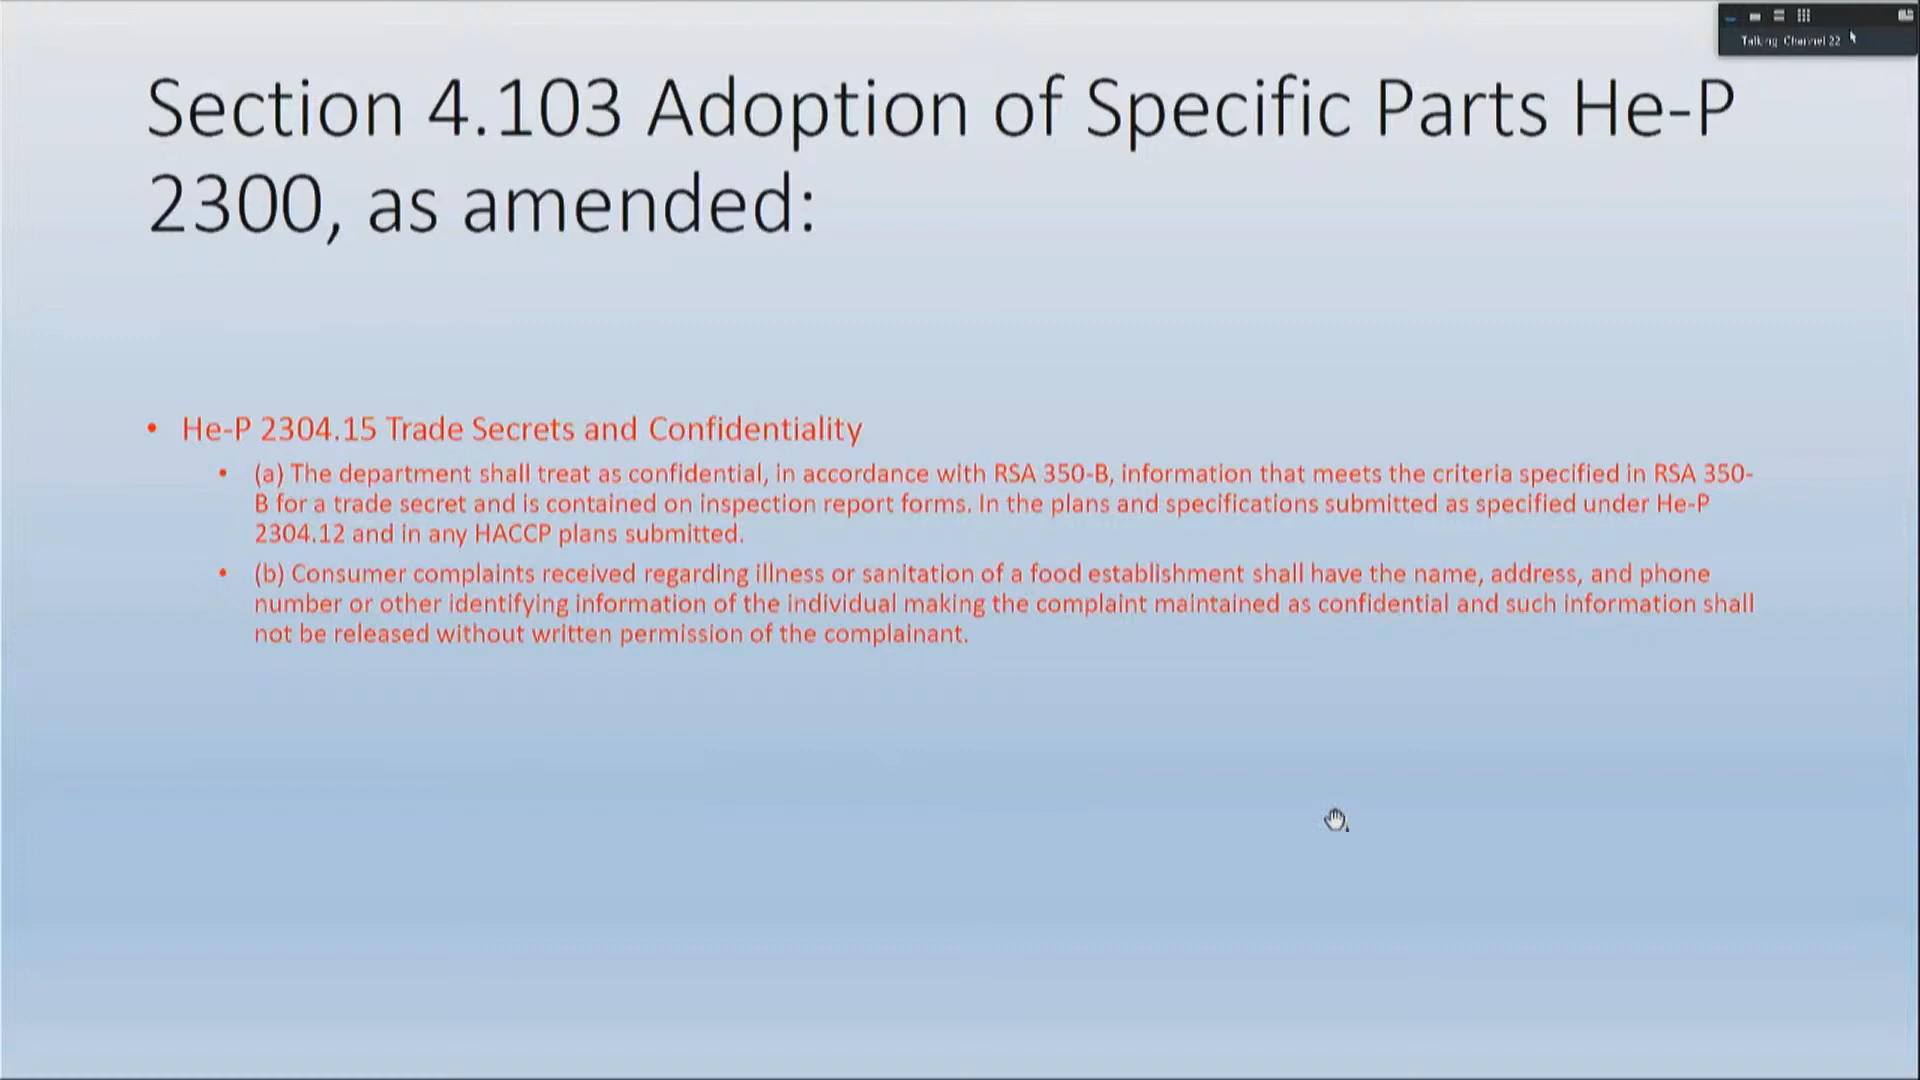 Talking: Channel 22
Section 4.103 Adoption of Specific Parts He-P
2300, as amended:
• He-P 2304.15 Trade Secrets and Confidentiality
• (a) The department shall treat as confidential, in accordance with RSA 350-B, information that meets the criteria specified in RSA 350-
B for a trade secret and is contained on inspection report forms. In the plans and specifications submitted as specified under He-P
2304.12 and in any HACCP plans submitted.
• (b) Consumer complaints received regarding illness or sanitation of a food establishment shall have the name, address, and phone
number or other identifying information of the individual making the complaint maintained as confidential and such information shall
not be released without written permission of the complainant.